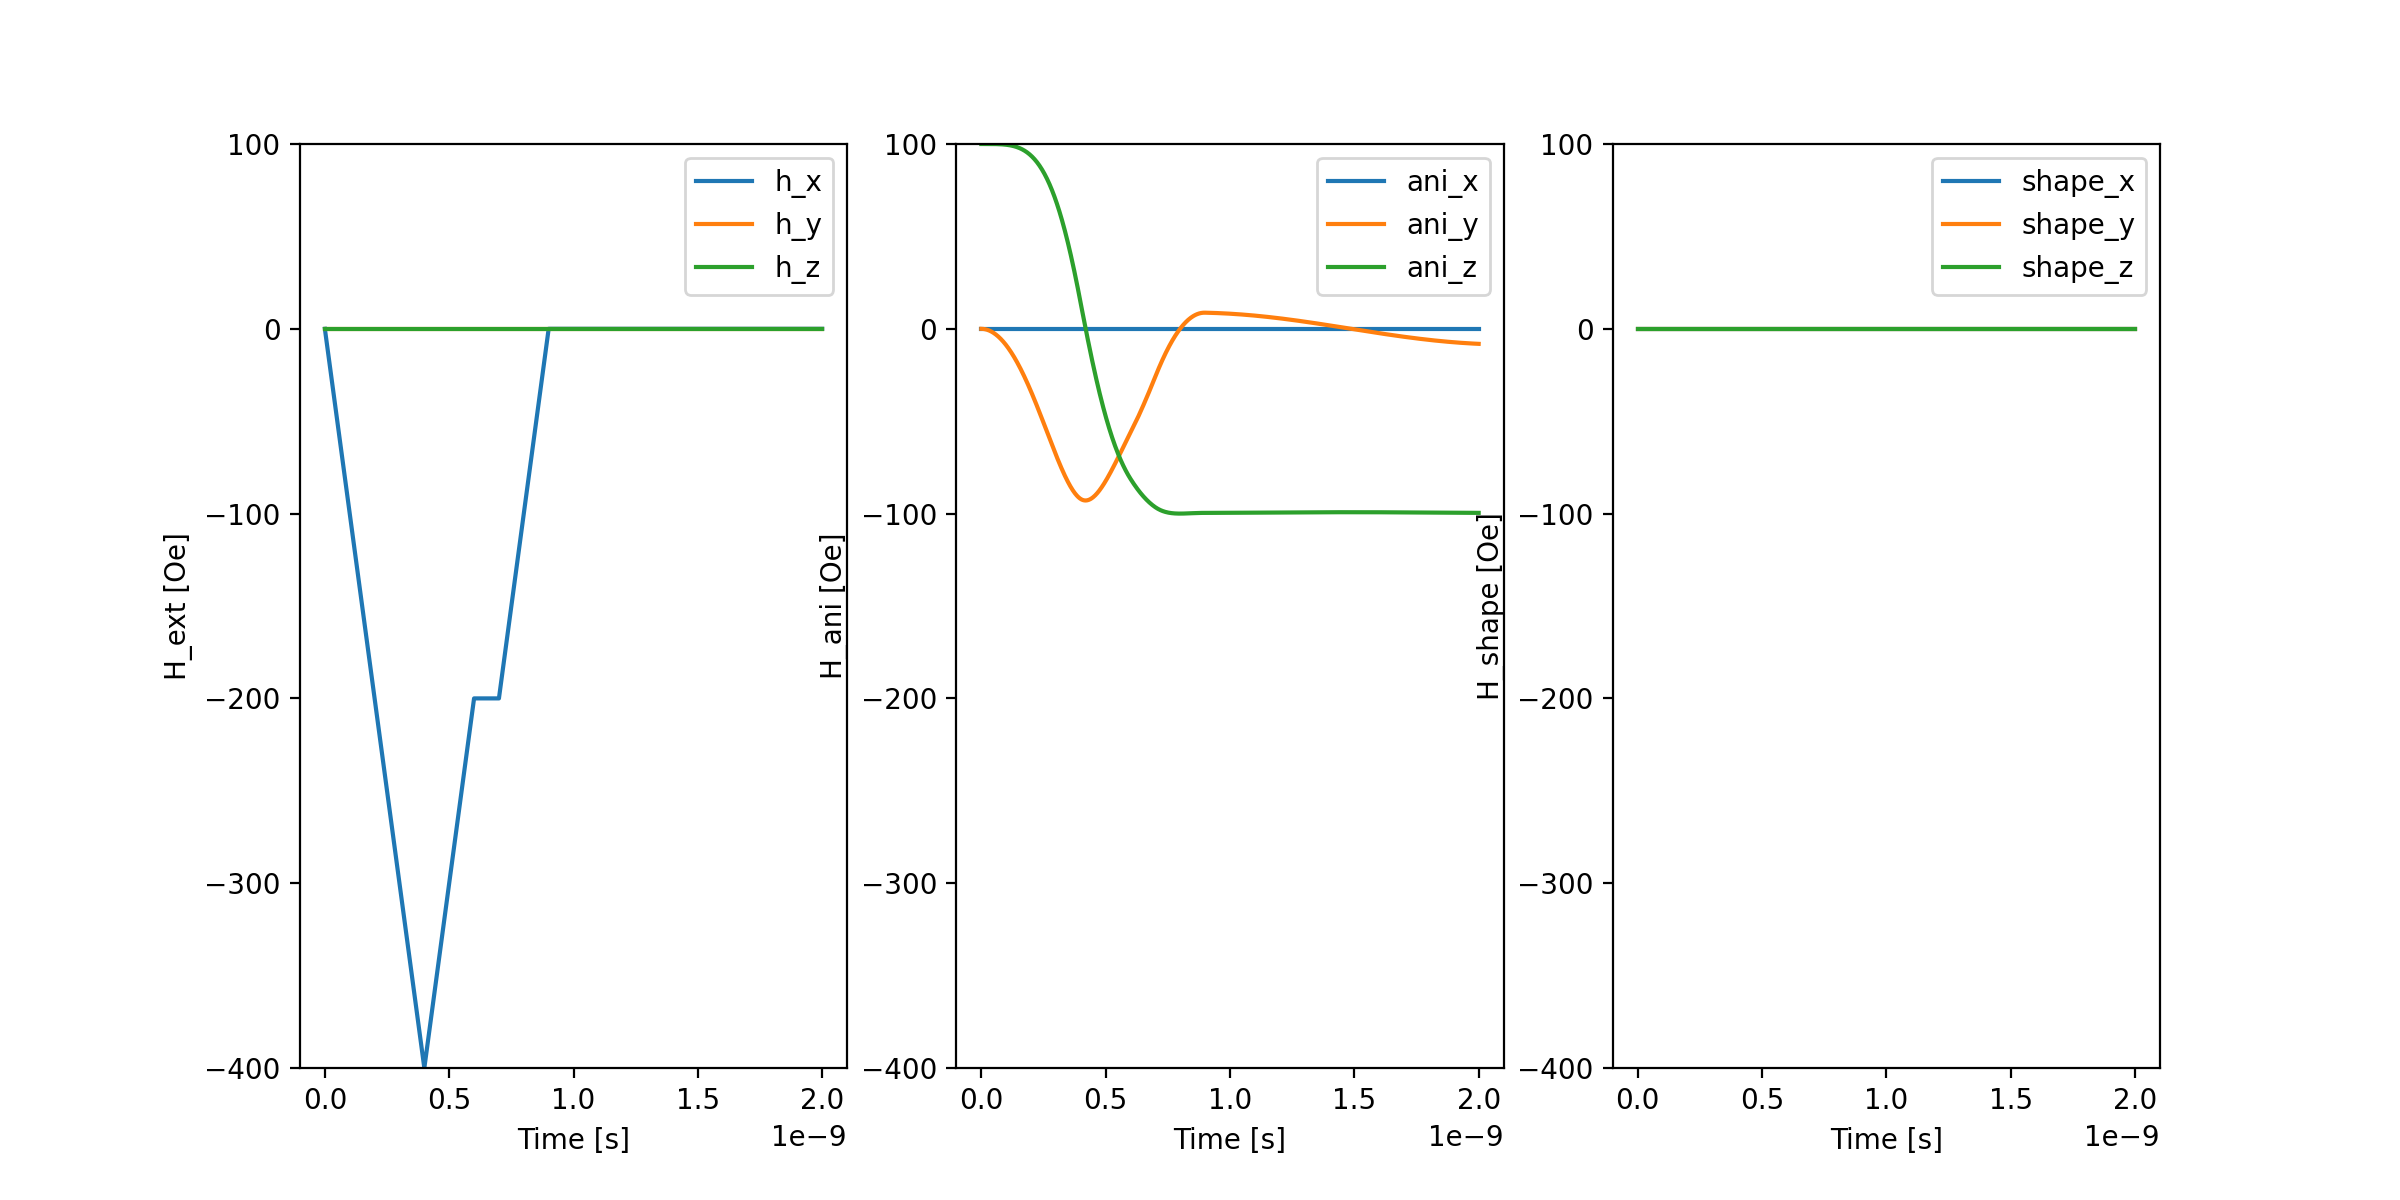 100
0
−100
−200
−300
−400
H_ext [Oe]
h_x
h_y
h_z
0.0 0.5 1.0 1.5 2.0
Time [s]
1e−9
100
0
−100
−200
−300
−400
H_ani [Oe]
ani_x
ani_y
ani_z
0.0 0.5 1.0 1.5 2.0
Time [s]
1e−9
100
0
−100
−200
−300
−400
H_shape [Oe]
shape_x
shape_y
shape_z
0.0 0.5 1.0 1.5 2.0
Time [s]
1e−9